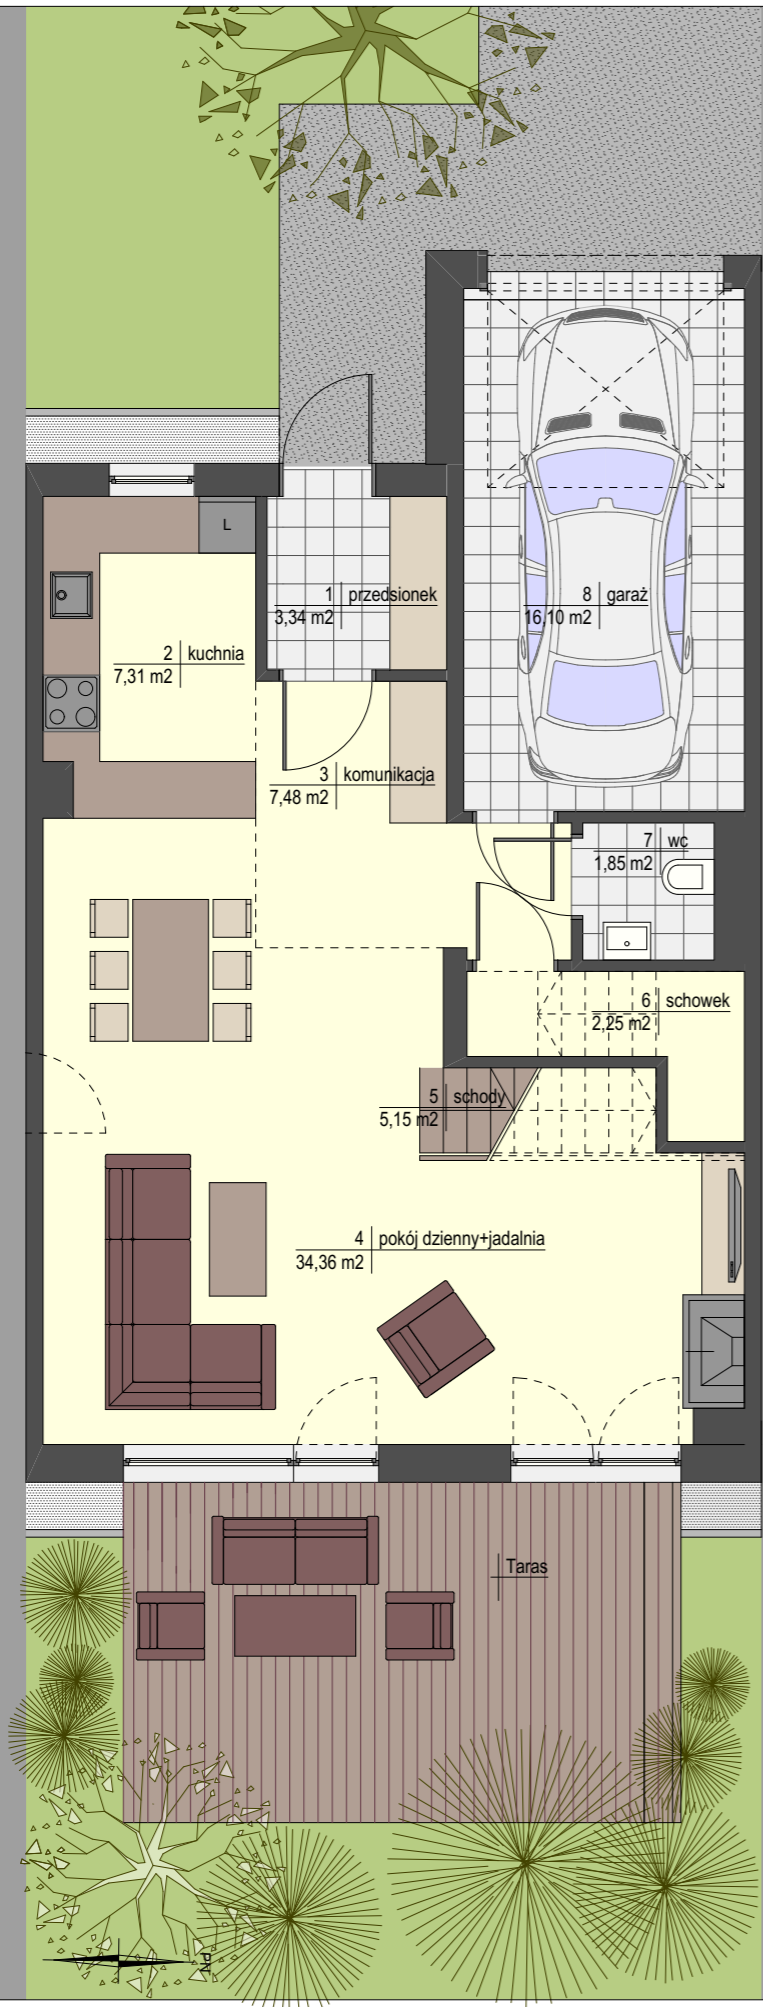 L
1 przedsionek
3,34 m2
8 garaż
16,10 m2
2 kuchnia
7,31 m2
3 komunikacja
7,48 m2
7 wc
1,85 m2
6 schowek
2,25 m2
5 schody
5,15 m2
4 pokój dzienny+jadalnia
34,36 m2
Taras
PN